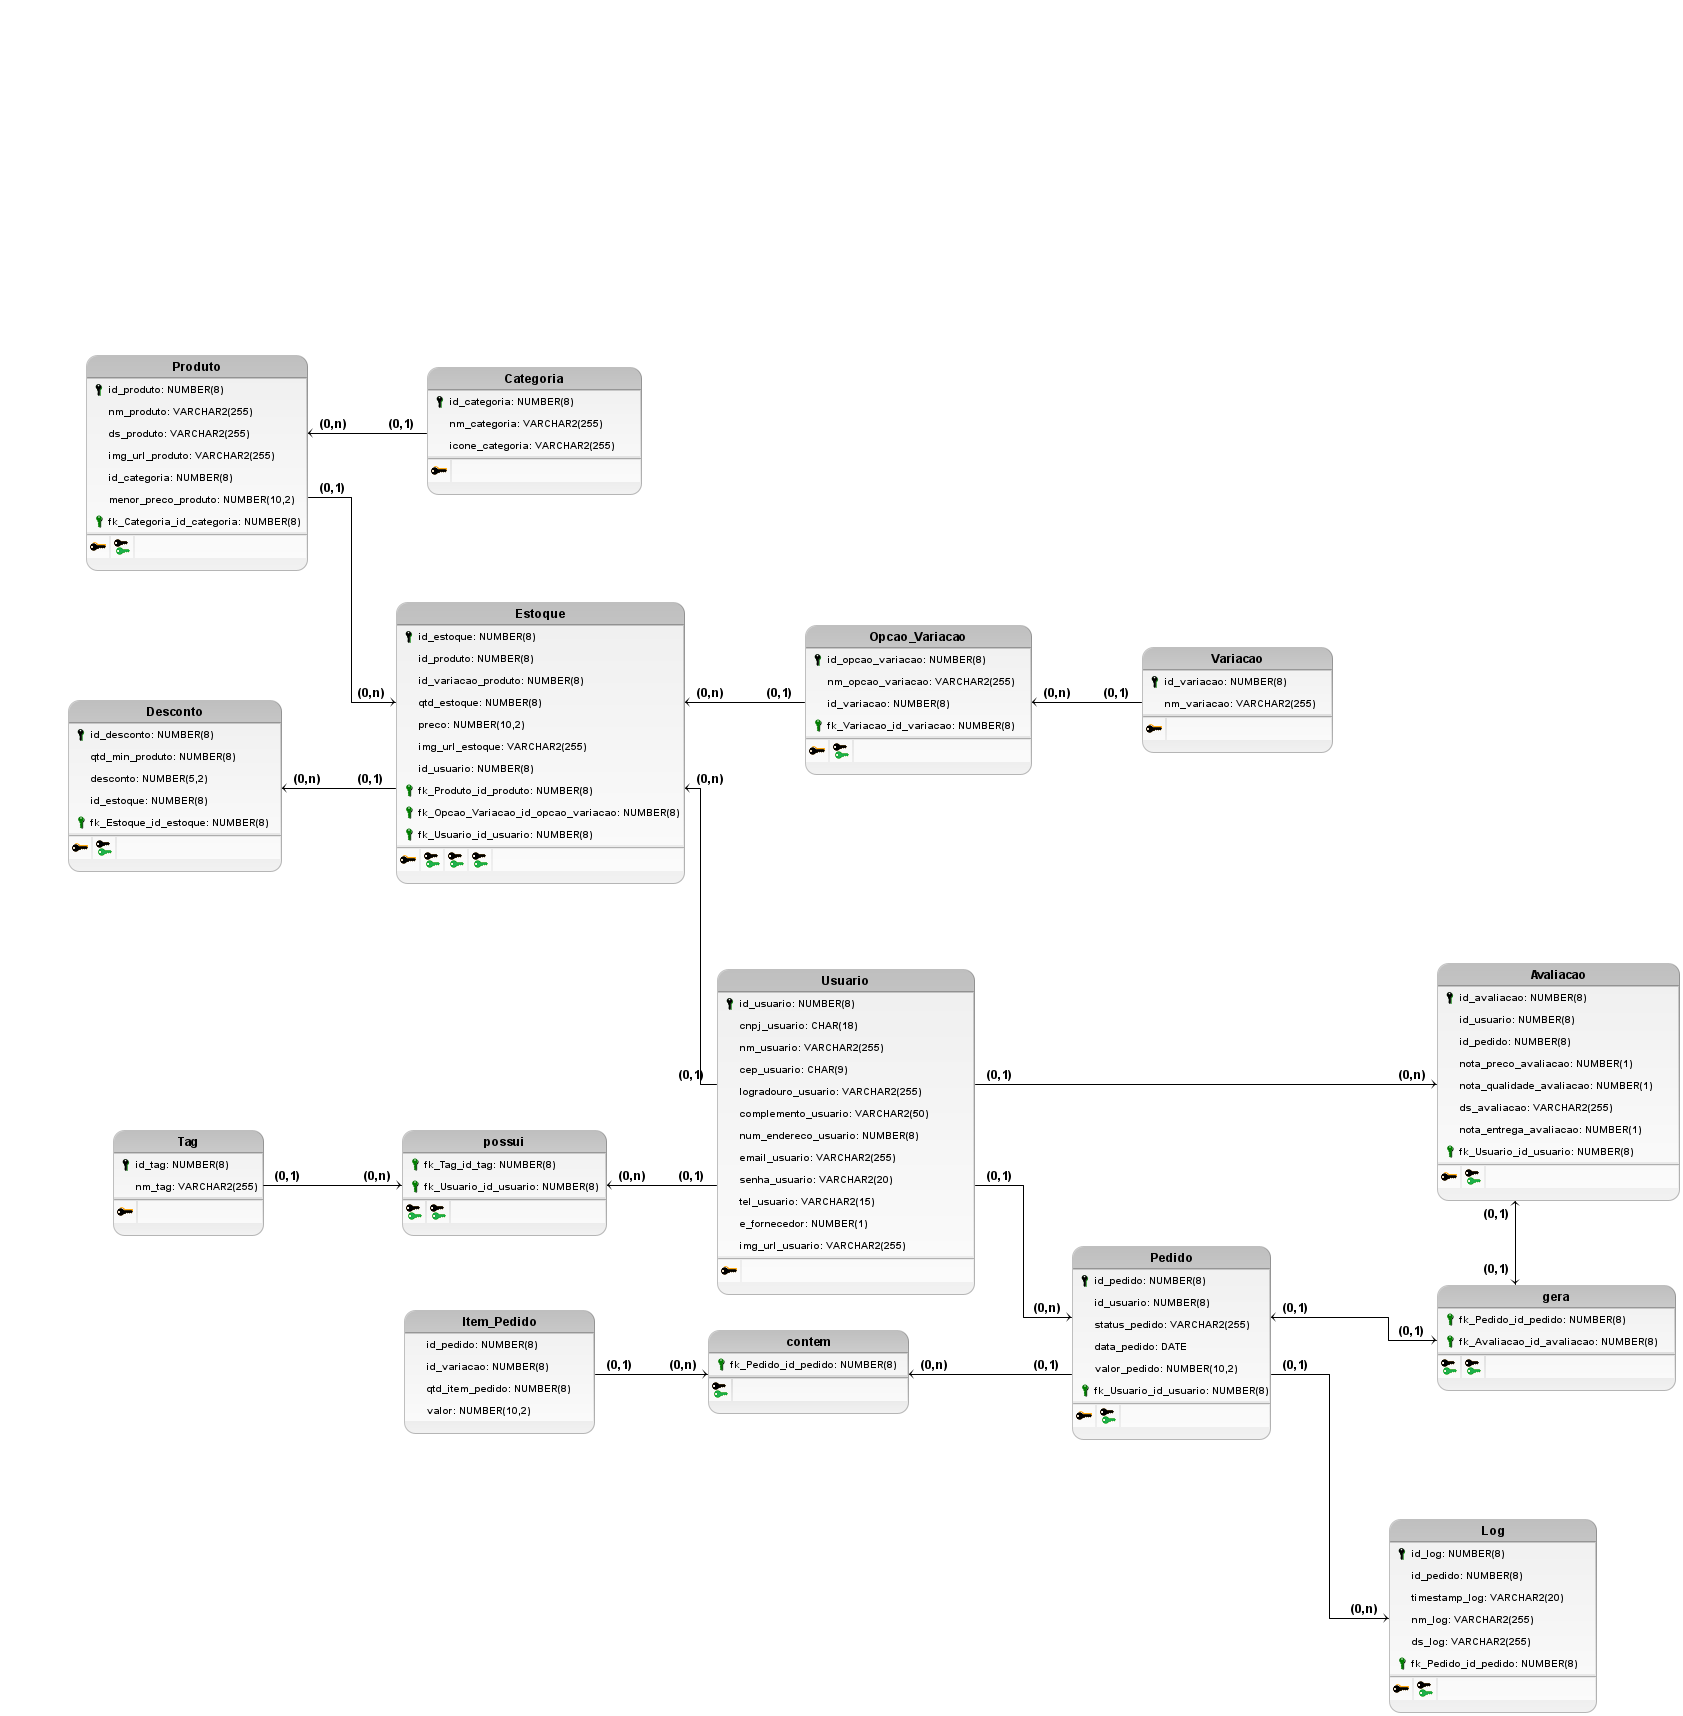 Produto
id_produto: NUMBER(8)
nm_produto: VARCHAR2(255)
ds_produto: VARCHAR2(255)
img_url_produto: VARCHAR2(255)
id_categoria: NUMBER(8)
menor_preco_produto: NUMBER(10,2)
fk_Categoria_id_categoria: NUMBER(8)
(0,n)
(0,1)
Categoria
id_categoria: NUMBER(8)
nm_categoria: VARCHAR2(255)
icone_categoria: VARCHAR2(255)
(0,1)
(0,n)
Estoque
id_estoque: NUMBER(8)
id_produto: NUMBER(8)
id_variacao_produto: NUMBER(8)
qtd_estoque: NUMBER(8)
preco: NUMBER(10,2)
img_url_estoque: VARCHAR2(255)
id_usuario: NUMBER(8)
fk_Produto_id_produto: NUMBER(8)
fk_Opcao_Variacao_id_opcao_variacao: NUMBER(8)
fk_Usuario_id_usuario: NUMBER(8)
(0,n)
(0,1)
Opcao_Variacao
id_opcao_variacao: NUMBER(8)
nm_opcao_variacao: VARCHAR2(255)
id_variacao: NUMBER(8)
fk_Variacao_id_variacao: NUMBER(8)
(0,n)
(0,1)
Variacao
id_variacao: NUMBER(8)
nm_variacao: VARCHAR2(255)
Desconto
id_desconto: NUMBER(8)
qtd_min_produto: NUMBER(8)
desconto: NUMBER(5,2)
id_estoque: NUMBER(8)
fk_Estoque_id_estoque: NUMBER(8)
(0,n)
(0,1)
(0,n)
(0,1)
Usuario
id_usuario: NUMBER(8)
cnpj_usuario: CHAR(18)
nm_usuario: VARCHAR2(255)
cep_usuario: CHAR(9)
logradouro_usuario: VARCHAR2(255)
complemento_usuario: VARCHAR2(50)
num_endereco_usuario: NUMBER(8)
email_usuario: VARCHAR2(255)
senha_usuario: VARCHAR2(20)
tel_usuario: VARCHAR2(15)
e_fornecedor: NUMBER(1)
img_url_usuario: VARCHAR2(255)
(0,1)
(0,n)
Avaliacao
id_avaliacao: NUMBER(8)
id_usuario: NUMBER(8)
id_pedido: NUMBER(8)
nota_preco_avaliacao: NUMBER(1)
nota_qualidade_avaliacao: NUMBER(1)
ds_avaliacao: VARCHAR2(255)
nota_entrega_avaliacao: NUMBER(1)
fk_Usuario_id_usuario: NUMBER(8)
Tag
id_tag: NUMBER(8)
nm_tag: VARCHAR2(255)
(0,1)
(0,n)
possui
fk_Tag_id_tag: NUMBER(8)
fk_Usuario_id_usuario: NUMBER(8)
(0,n)
(0,1)
(0,1)
(0,n)
(0,1)
(0,1)
Pedido
id_pedido: NUMBER(8)
id_usuario: NUMBER(8)
status_pedido: VARCHAR2(255)
data_pedido: DATE
valor_pedido: NUMBER(10,2)
fk_Usuario_id_usuario: NUMBER(8)
(0,1)
(0,1)
gera
fk_Pedido_id_pedido: NUMBER(8)
fk_Avaliacao_id_avaliacao: NUMBER(8)
Item_Pedido
id_pedido: NUMBER(8)
id_variacao: NUMBER(8)
qtd_item_pedido: NUMBER(8)
valor: NUMBER(10,2)
(0,1)
(0,n)
contem
fk_Pedido_id_pedido: NUMBER(8)
(0,n)
(0,1)
(0,1)
(0,n)
Log
id_log: NUMBER(8)
id_pedido: NUMBER(8)
timestamp_log: VARCHAR2(20)
nm_log: VARCHAR2(255)
ds_log: VARCHAR2(255)
fk_Pedido_id_pedido: NUMBER(8)